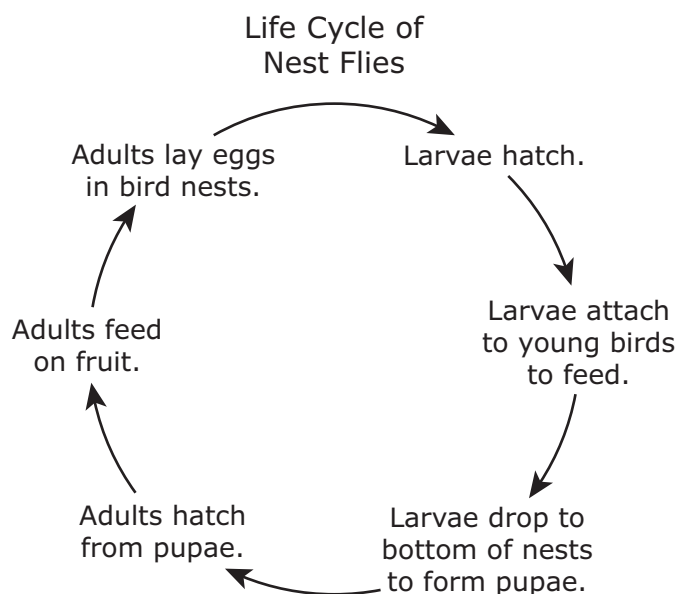 Life Cycle of
Nest Flies
Adults lay eggs
in bird nests.
Larvae hatch.
Larvae attach
to young birds
to feed.
Larvae drop to
bottom of nests
to form pupae.
Adults hatch
from pupae.
Adults feed
on fruit.